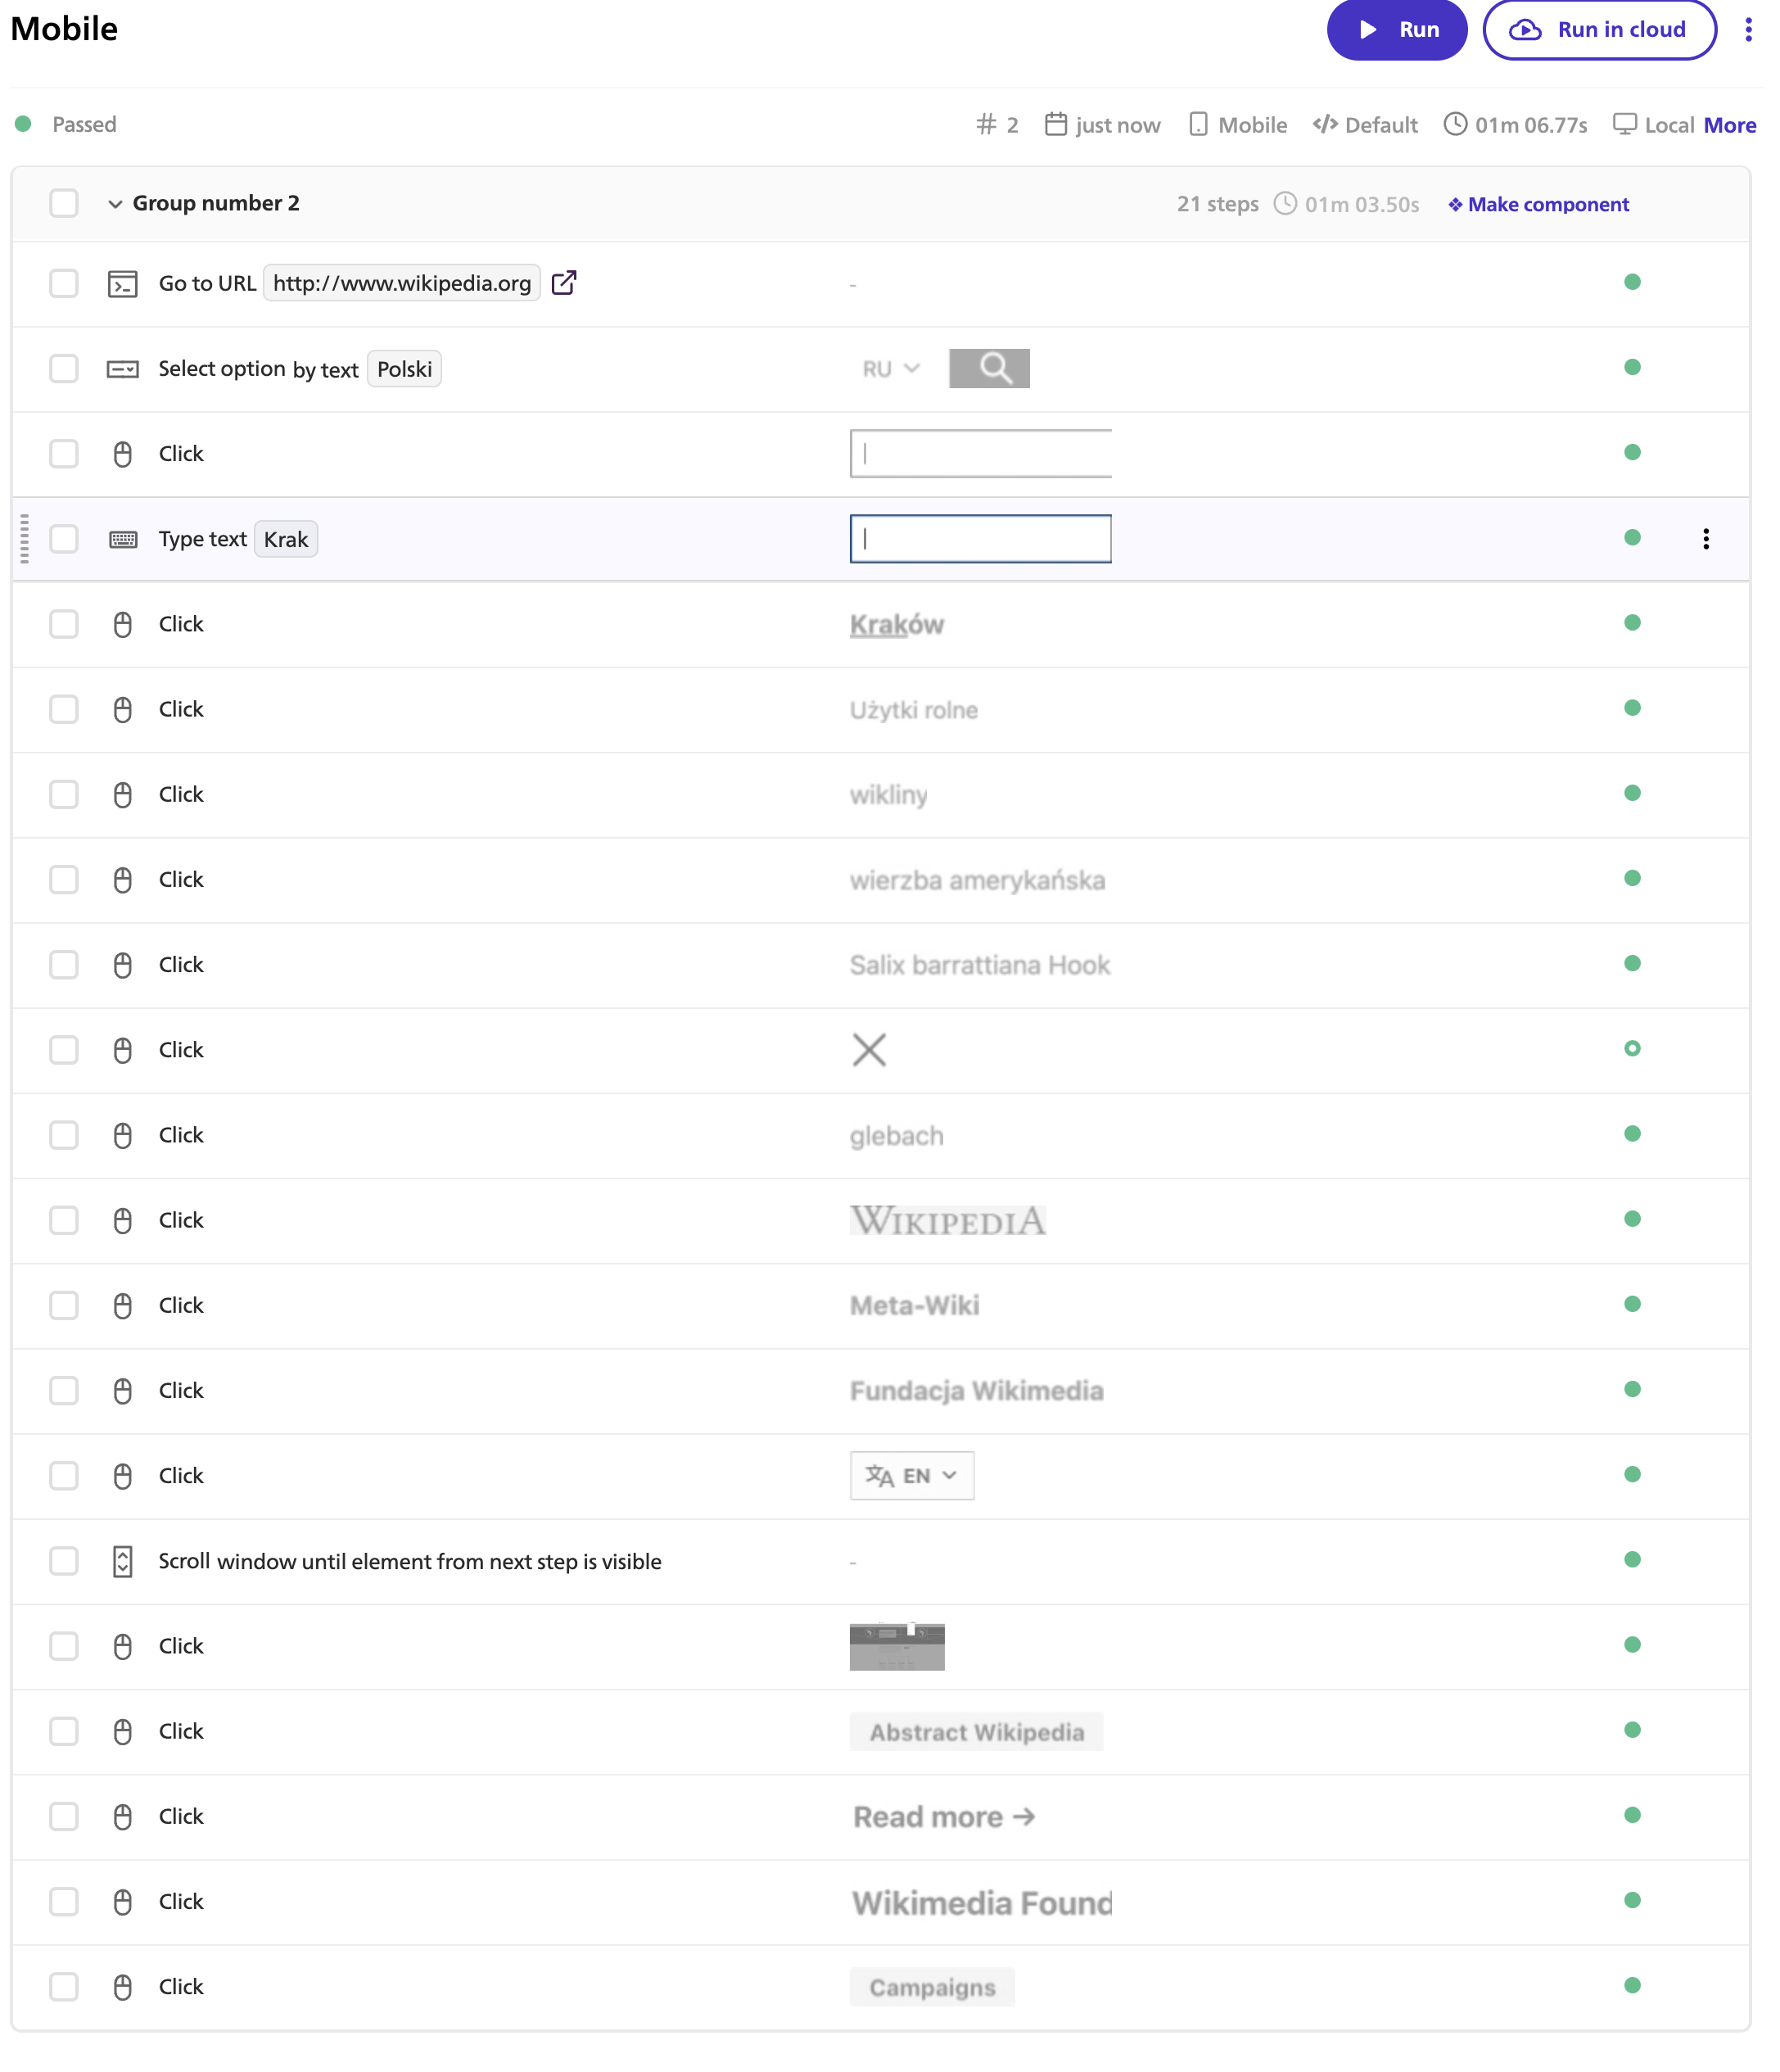 Mobile
Run
Run in cloud
Passed
# 2
just now
Mobile
</> Default
01m 06.77s
Local More
Group number 2
21 steps
01m 03.50s
Make component
Go to URL http://www.wikipedia.org
-
Select option by text Polski
RU
Click
Type text Krak
Click
Kraków
Click
Użytki rolne
Click
wikliny
Click
wierzba amerykańska
Click
Salix barrattiana Hook
Click
Click
glebach
Click
WIKIPEDIA
Click
Meta-Wiki
Click
Fundacja Wikimedia
Click
EN
Scroll window until element from next step is visible
-
Click
Click
Abstract Wikipedia
Click
Read more →
Click
Wikimedia Found
Click
Campaigns